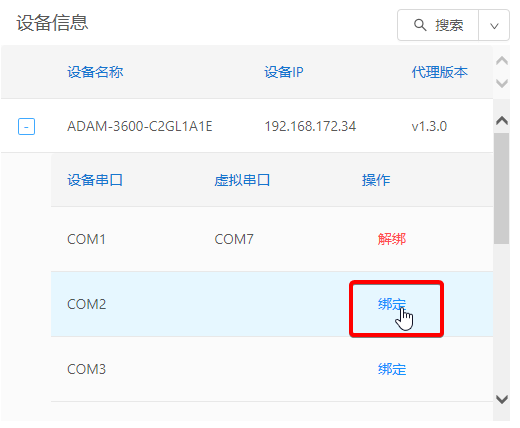 设备信息
搜索
设备名称 设备IP 代理版本
ADAM-3600-C2GL1A1E 192.168.172.34 v1.3.0
设备串口 虚拟串口 操作
COM1 COM7 解绑
COM2 绑定
COM3 绑定